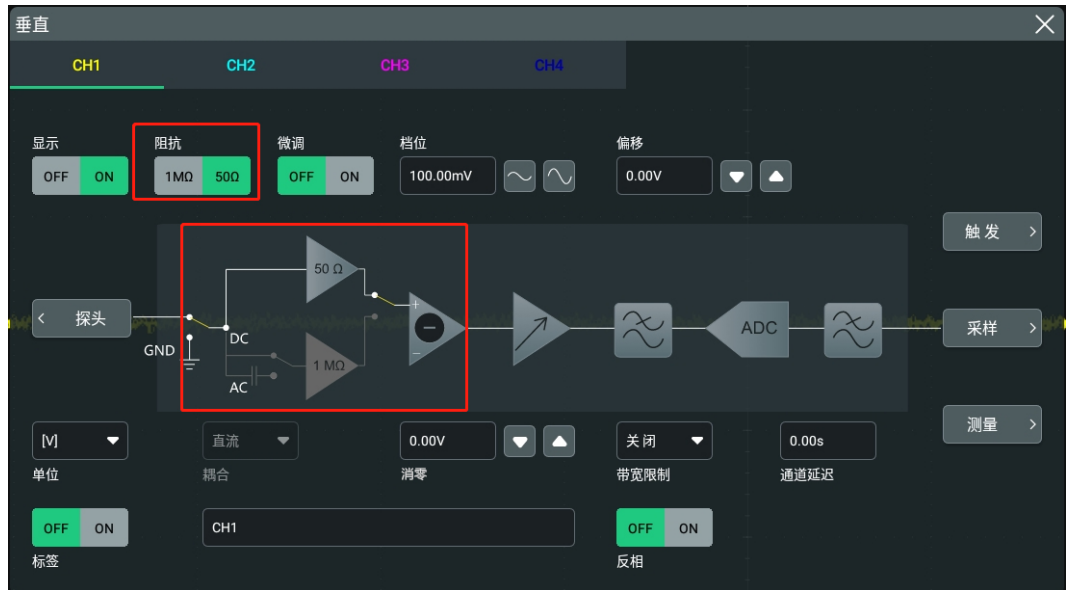 垂直
CH1 CH2 CH3 CH4
显示 阻抗 微调 档位 偏移
OFF ON 1MΩ 50Ω OFF ON 100.00mV 0.00V
触发
50 Ω
探头 + ADC 采样
GND DC −
1 MΩ
AC
测量
[V] 直流 0.00V 关闭 0.00s
单位 耦合 消零 带宽限制 通道延迟
OFF ON CH1 OFF ON
标签 反相